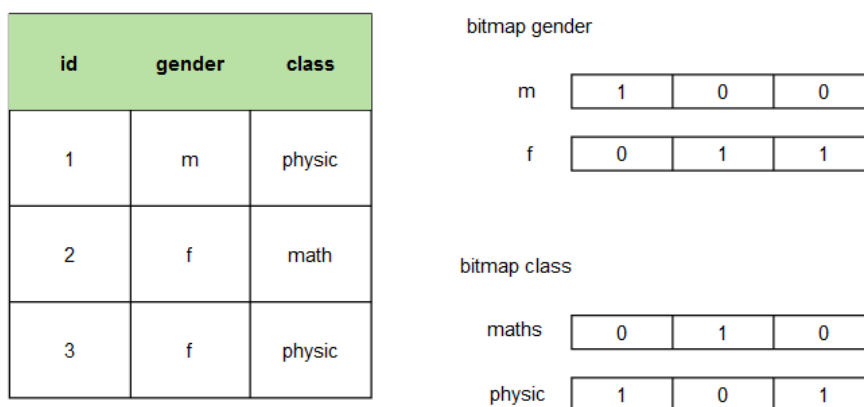 id gender class
1 m physic
2 f math
3 f physic
bitmap gender
m 1 0 0
f 0 1 1
bitmap class
maths 0 1 0
physic 1 0 1